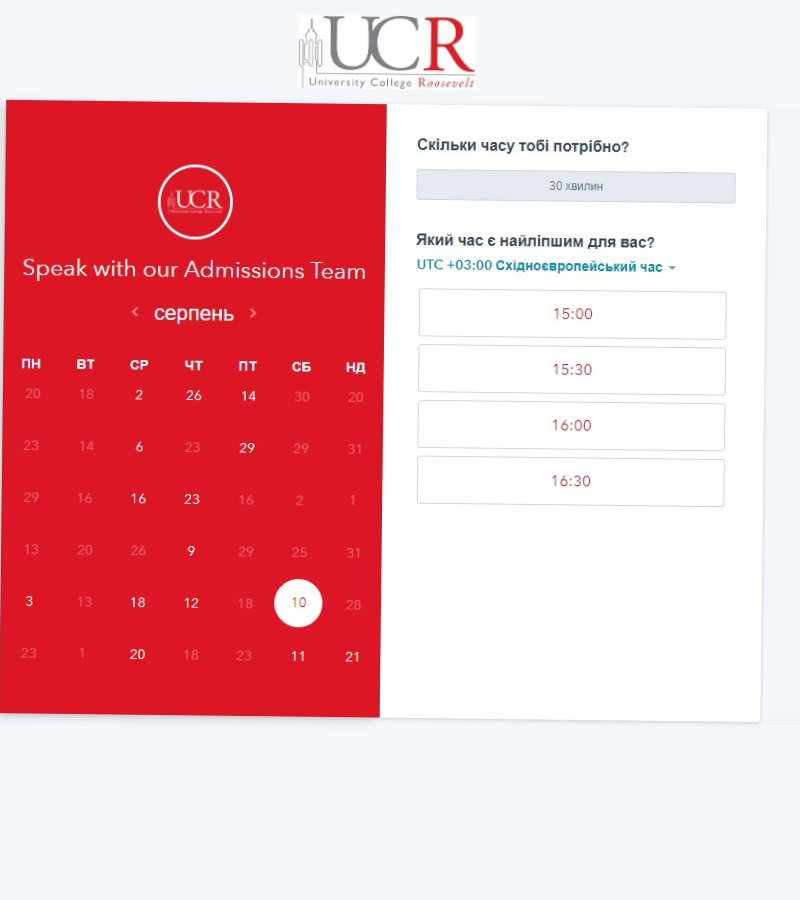 UCR
University College Roosevelt
UCR
University College Roosevelt
Speak with our Admissions Team
серпень
ПН ВТ СР ЧТ ПТ СБ НД
20 18 2 26 14 30 20
23 14 6 23 29 29 31
29 16 16 23 16 2 1
13 20 26 9 29 25 31
3 13 18 12 18 10 28
23 1 20 18 23 11 21
Скільки часу тобі потрібно?
30 хвилин
Який час є найліпшим для вас?
UTC +03:00 Східноєвропейський час
15:00
15:30
16:00
16:30